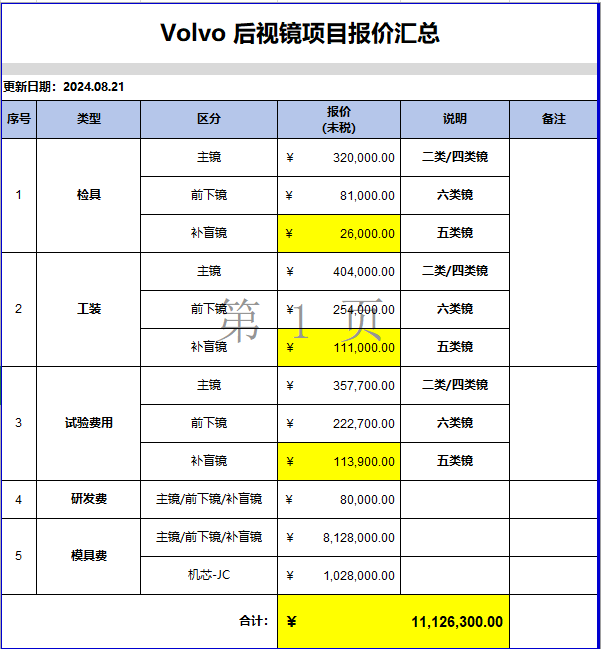 Volvo 后视镜项目报价汇总
更新日期：2024.08.21
序号 类型 区分 报价 (未税) 说明 备注
1 检具 主镜 ¥ 320,000.00 二类/四类镜
前下镜 ¥ 81,000.00 六类镜
补盲镜 ¥ 26,000.00 五类镜
2 工装 主镜 ¥ 404,000.00 二类/四类镜
前下镜 ¥ 254,000.00 六类镜
补盲镜 ¥ 111,000.00 五类镜
第 1 页
3 试验费用 主镜 ¥ 357,700.00 二类/四类镜
前下镜 ¥ 222,700.00 六类镜
补盲镜 ¥ 113,900.00 五类镜
4 研发费 主镜/前下镜/补盲镜 ¥ 80,000.00
5 模具费 主镜/前下镜/补盲镜 ¥ 8,128,000.00
机芯-JC ¥ 1,028,000.00
合计： ¥ 11,126,300.00